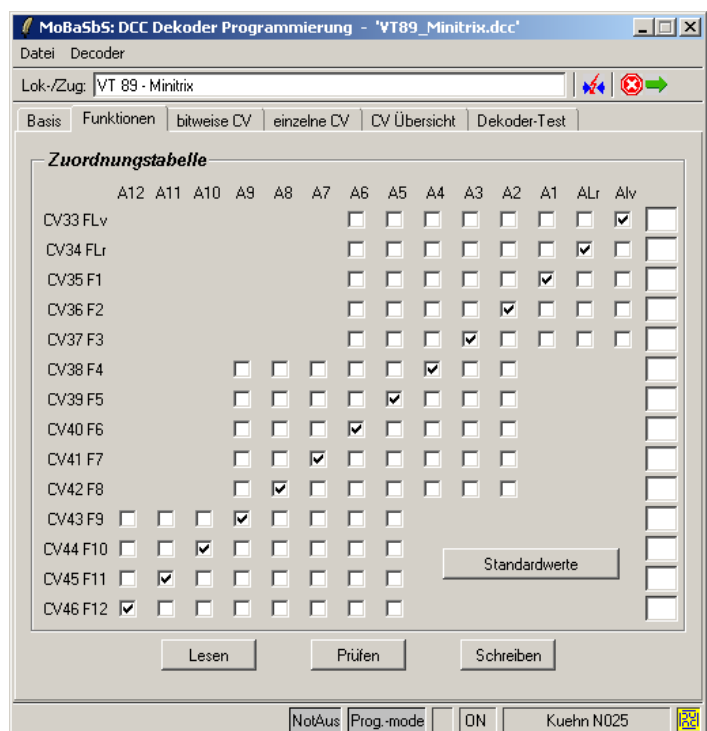 MoBaSbS: DCC Dekoder Programmierung - 'VT89_Minitrix.dcc'
Datei Decoder
Lok-/Zug: VT 89 - Minitrix
Basis Funktionen bitweise CV einzelne CV CV Übersicht Dekoder-Test
Zuordnungstabelle
A12 A11 A10 A9 A8 A7 A6 A5 A4 A3 A2 A1 ALr Alv
CV33 FLv
CV34 FLr
CV35 F1
CV36 F2
CV37 F3
CV38 F4
CV39 F5
CV40 F6
CV41 F7
CV42 F8
CV43 F9
CV44 F10
Standardwerte
CV45 F11
CV46 F12
Lesen Prüfen Schreiben
NotAus Prog.-mode ON Kuehn N025